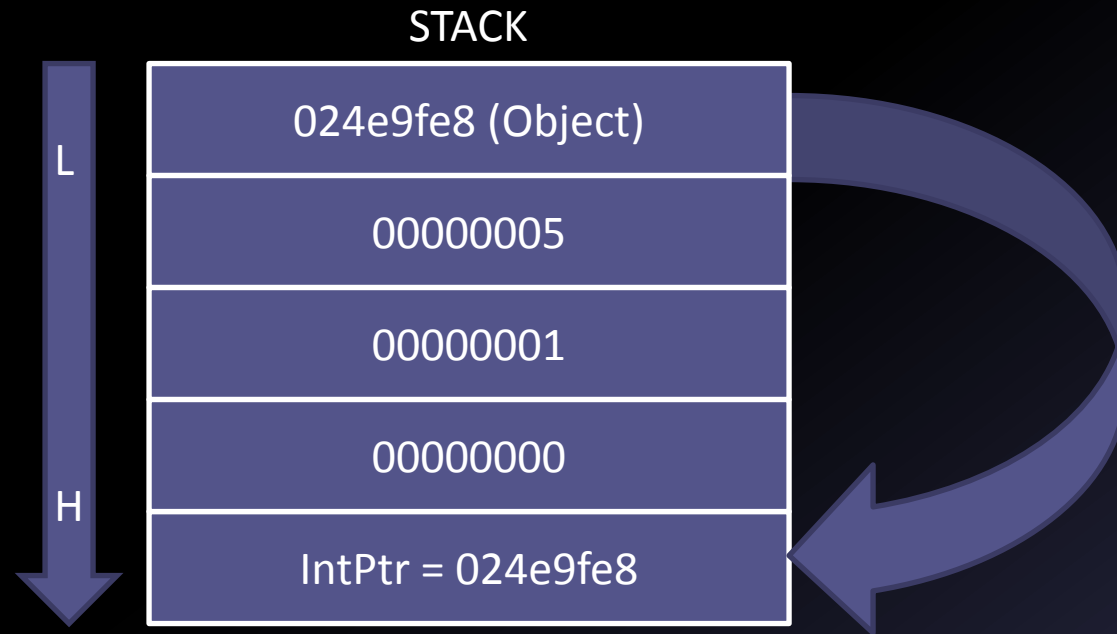 STACK
024e9fe8 (Object)
L
00000005
00000001
00000000
H
IntPtr = 024e9fe8